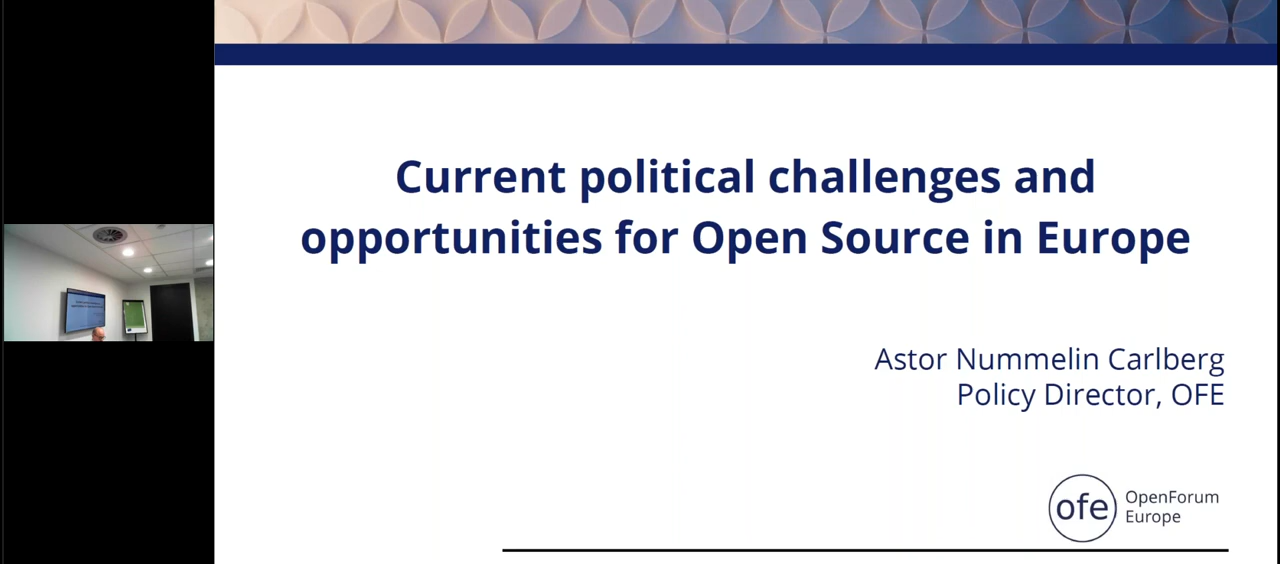 Current political challenges and
opportunities for Open Source in Europe
Astor Nummelin Carlberg
Policy Director, OFE
ofe
OpenForum
Europe